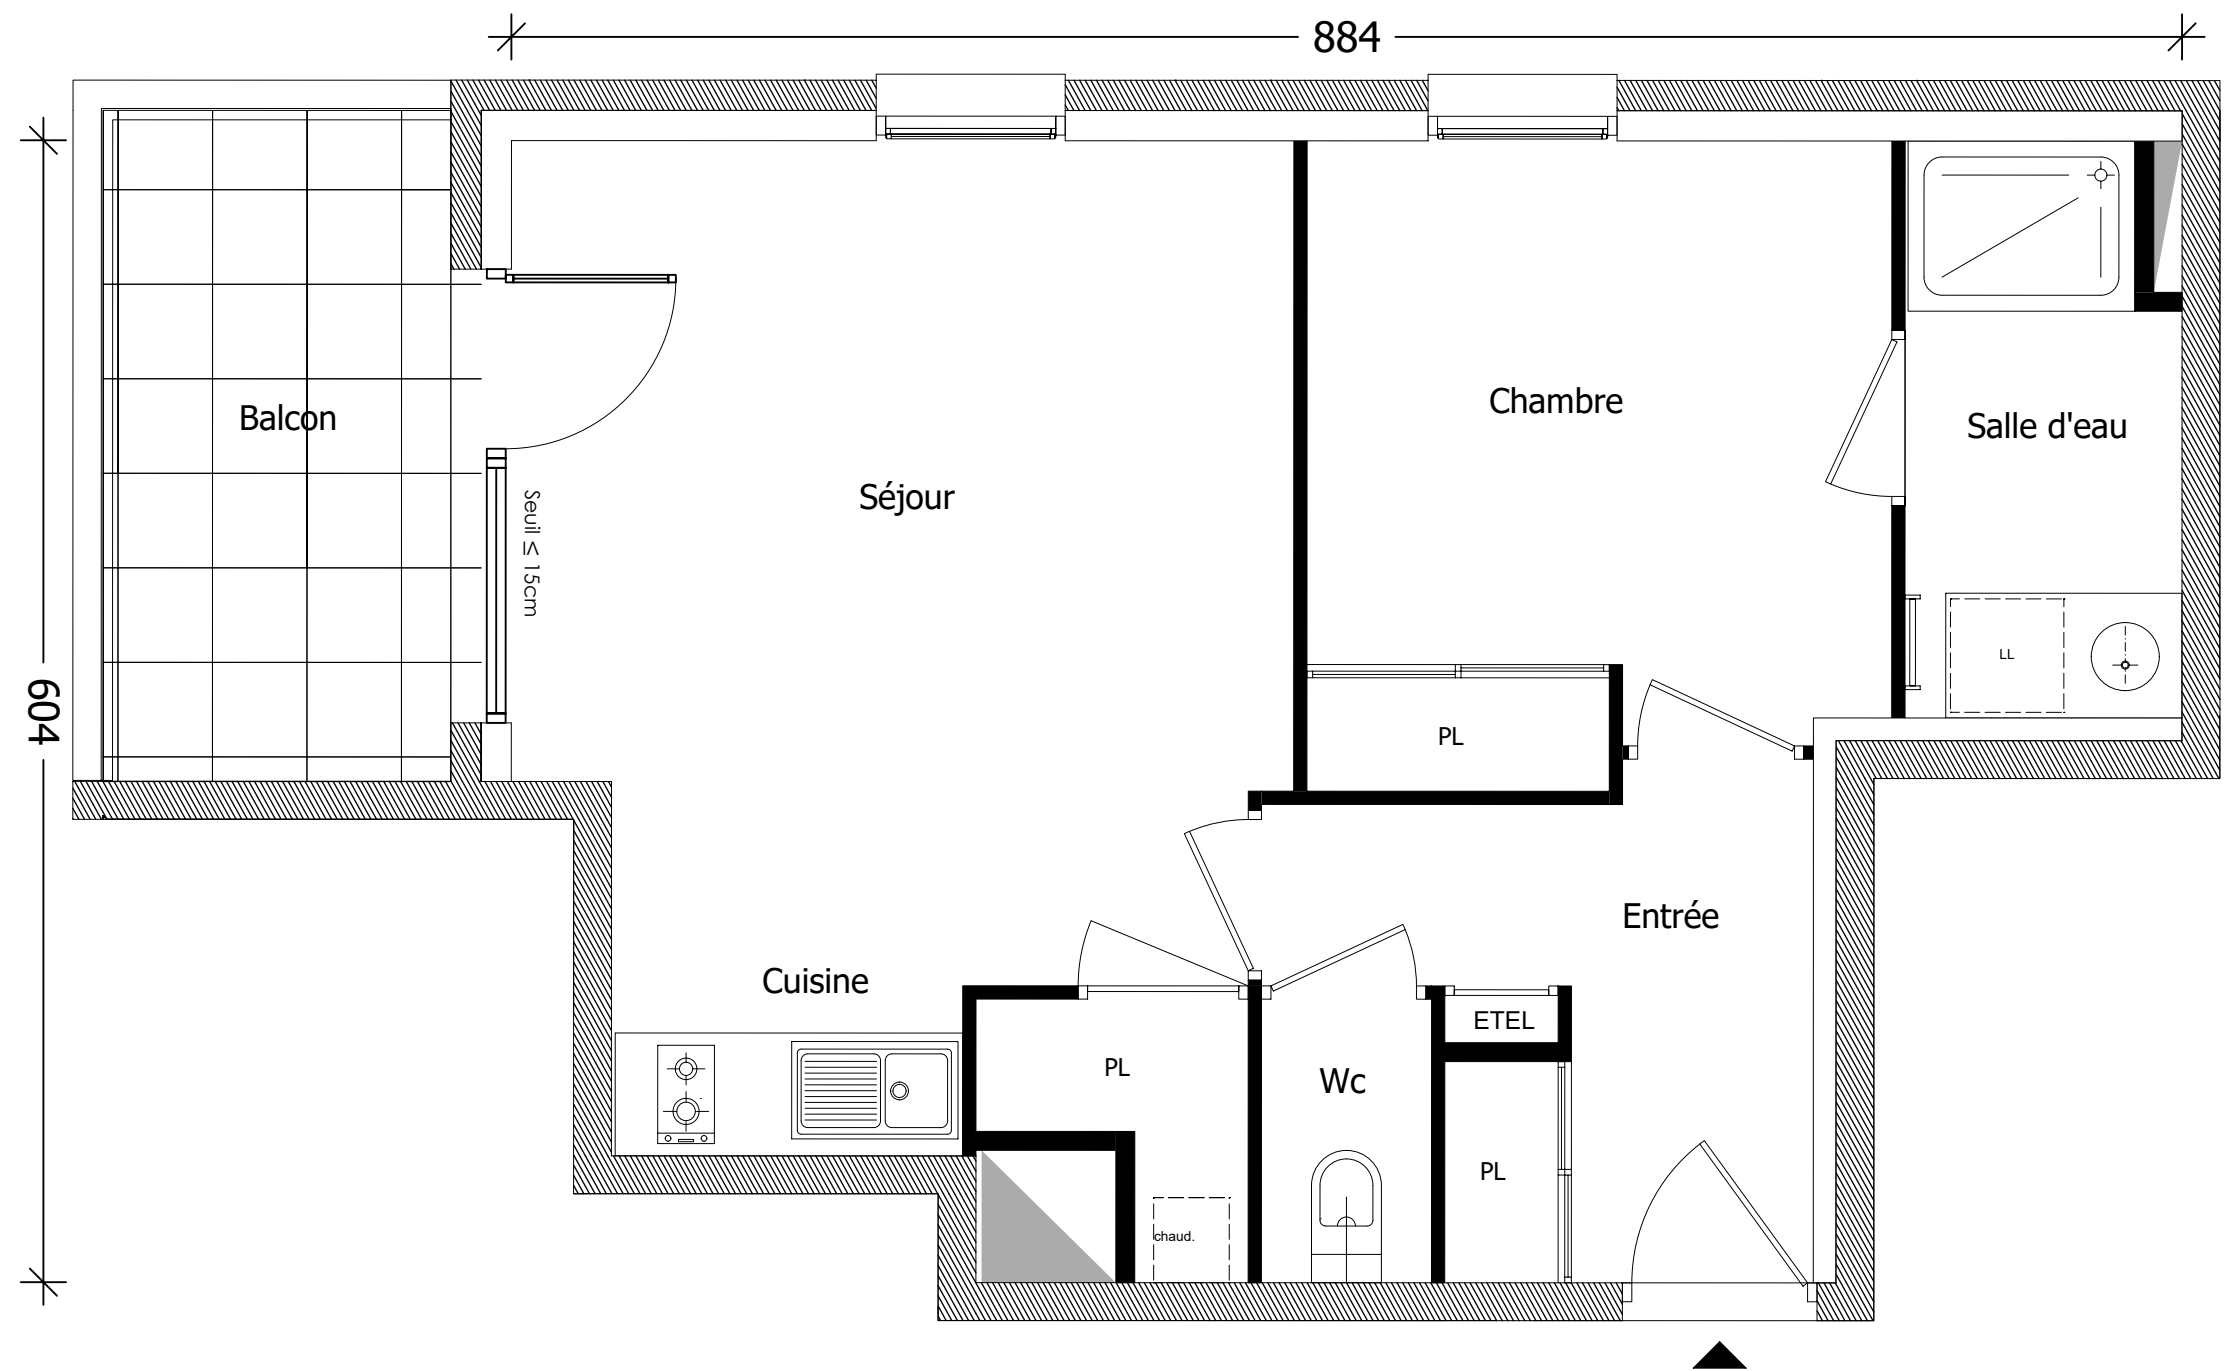 884
Chambre
Balcon
Salle d'eau
Séjour
Seuil ≤ 15cm
LL
604
PL
Entrée
Cuisine
ETEL
PL
Wc
PL
chaud.